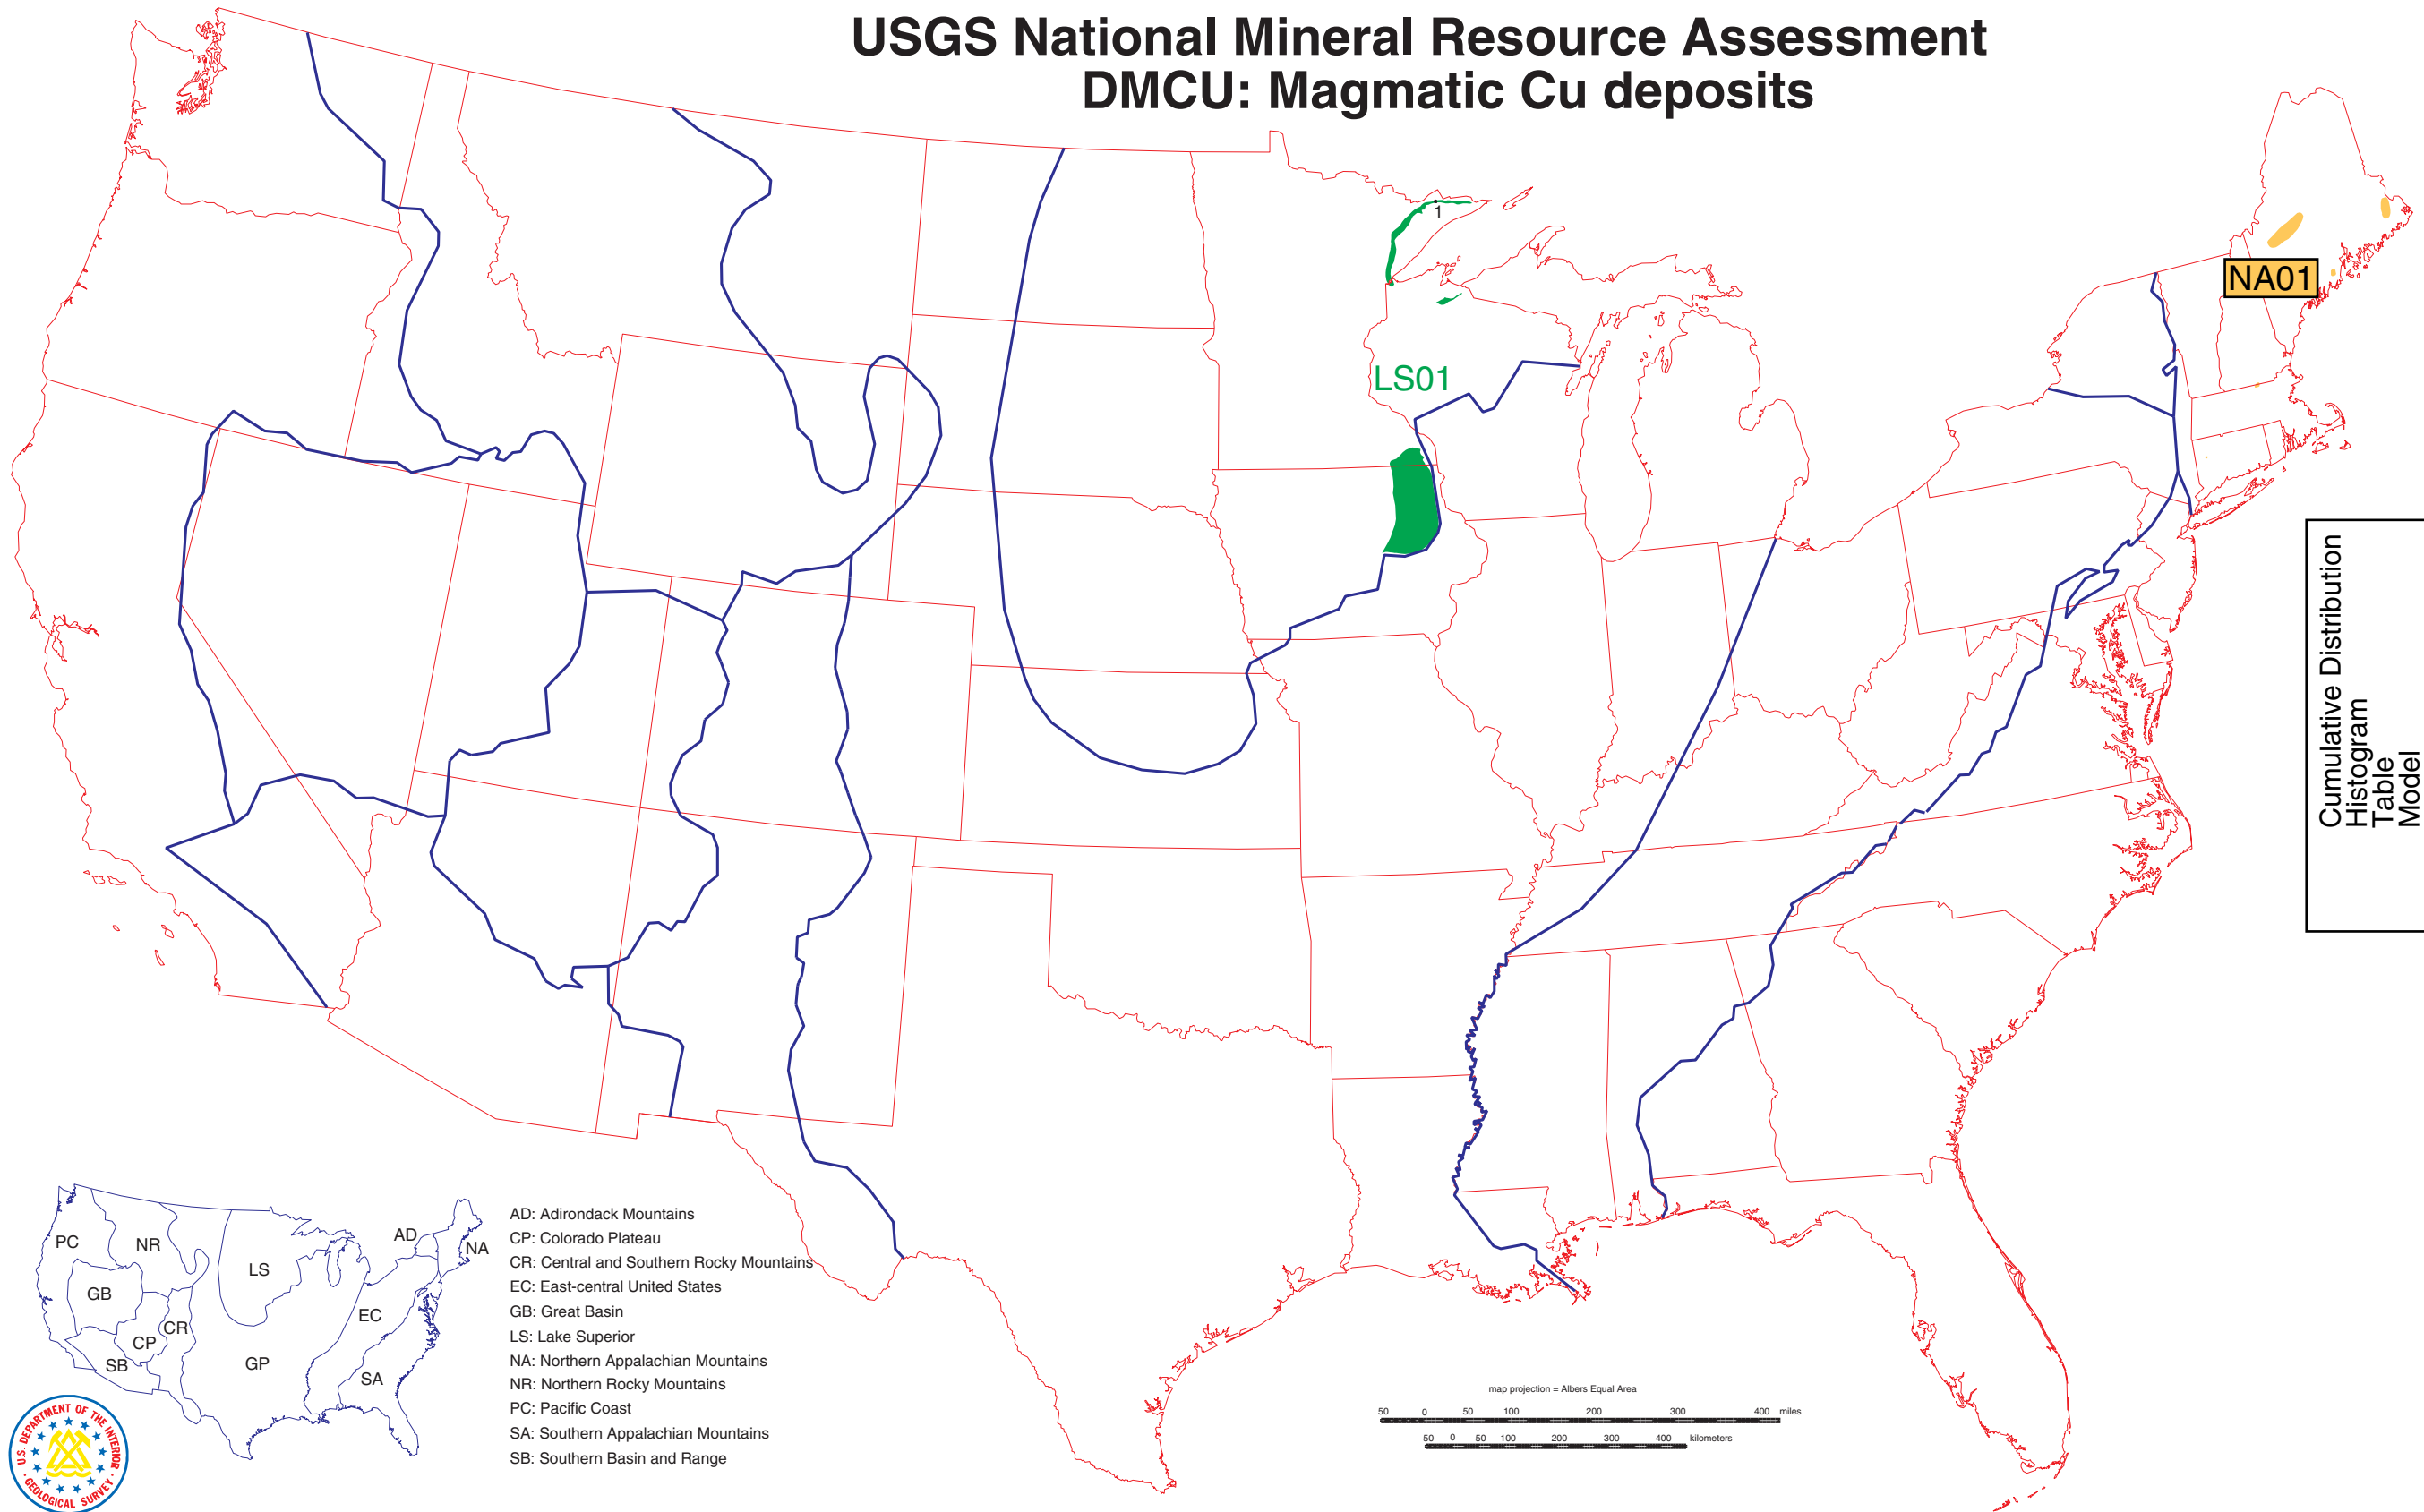 USGS National Mineral Resource Assessment
DMCU: Magmatic Cu deposits
1
NA01
LS01
Cumulative Distribution
Histogram
Table
Model
PC
NR
LS
AD
NA
GB
CR
CP
SB
GP
EC
SA
AD: Adirondack Mountains
CP: Colorado Plateau
CR: Central and Southern Rocky Mountains
EC: East-central United States
GB: Great Basin
LS: Lake Superior
NA: Northern Appalachian Mountains
NR: Northern Rocky Mountains
PC: Pacific Coast
SA: Southern Appalachian Mountains
SB: Southern Basin and Range
map projection = Albers Equal Area
50 0 50 100 200 300 400 miles
50 0 50 100 200 300 400 kilometers
U.S. DEPARTMENT OF THE INTERIOR
GEOLOGICAL SURVEY